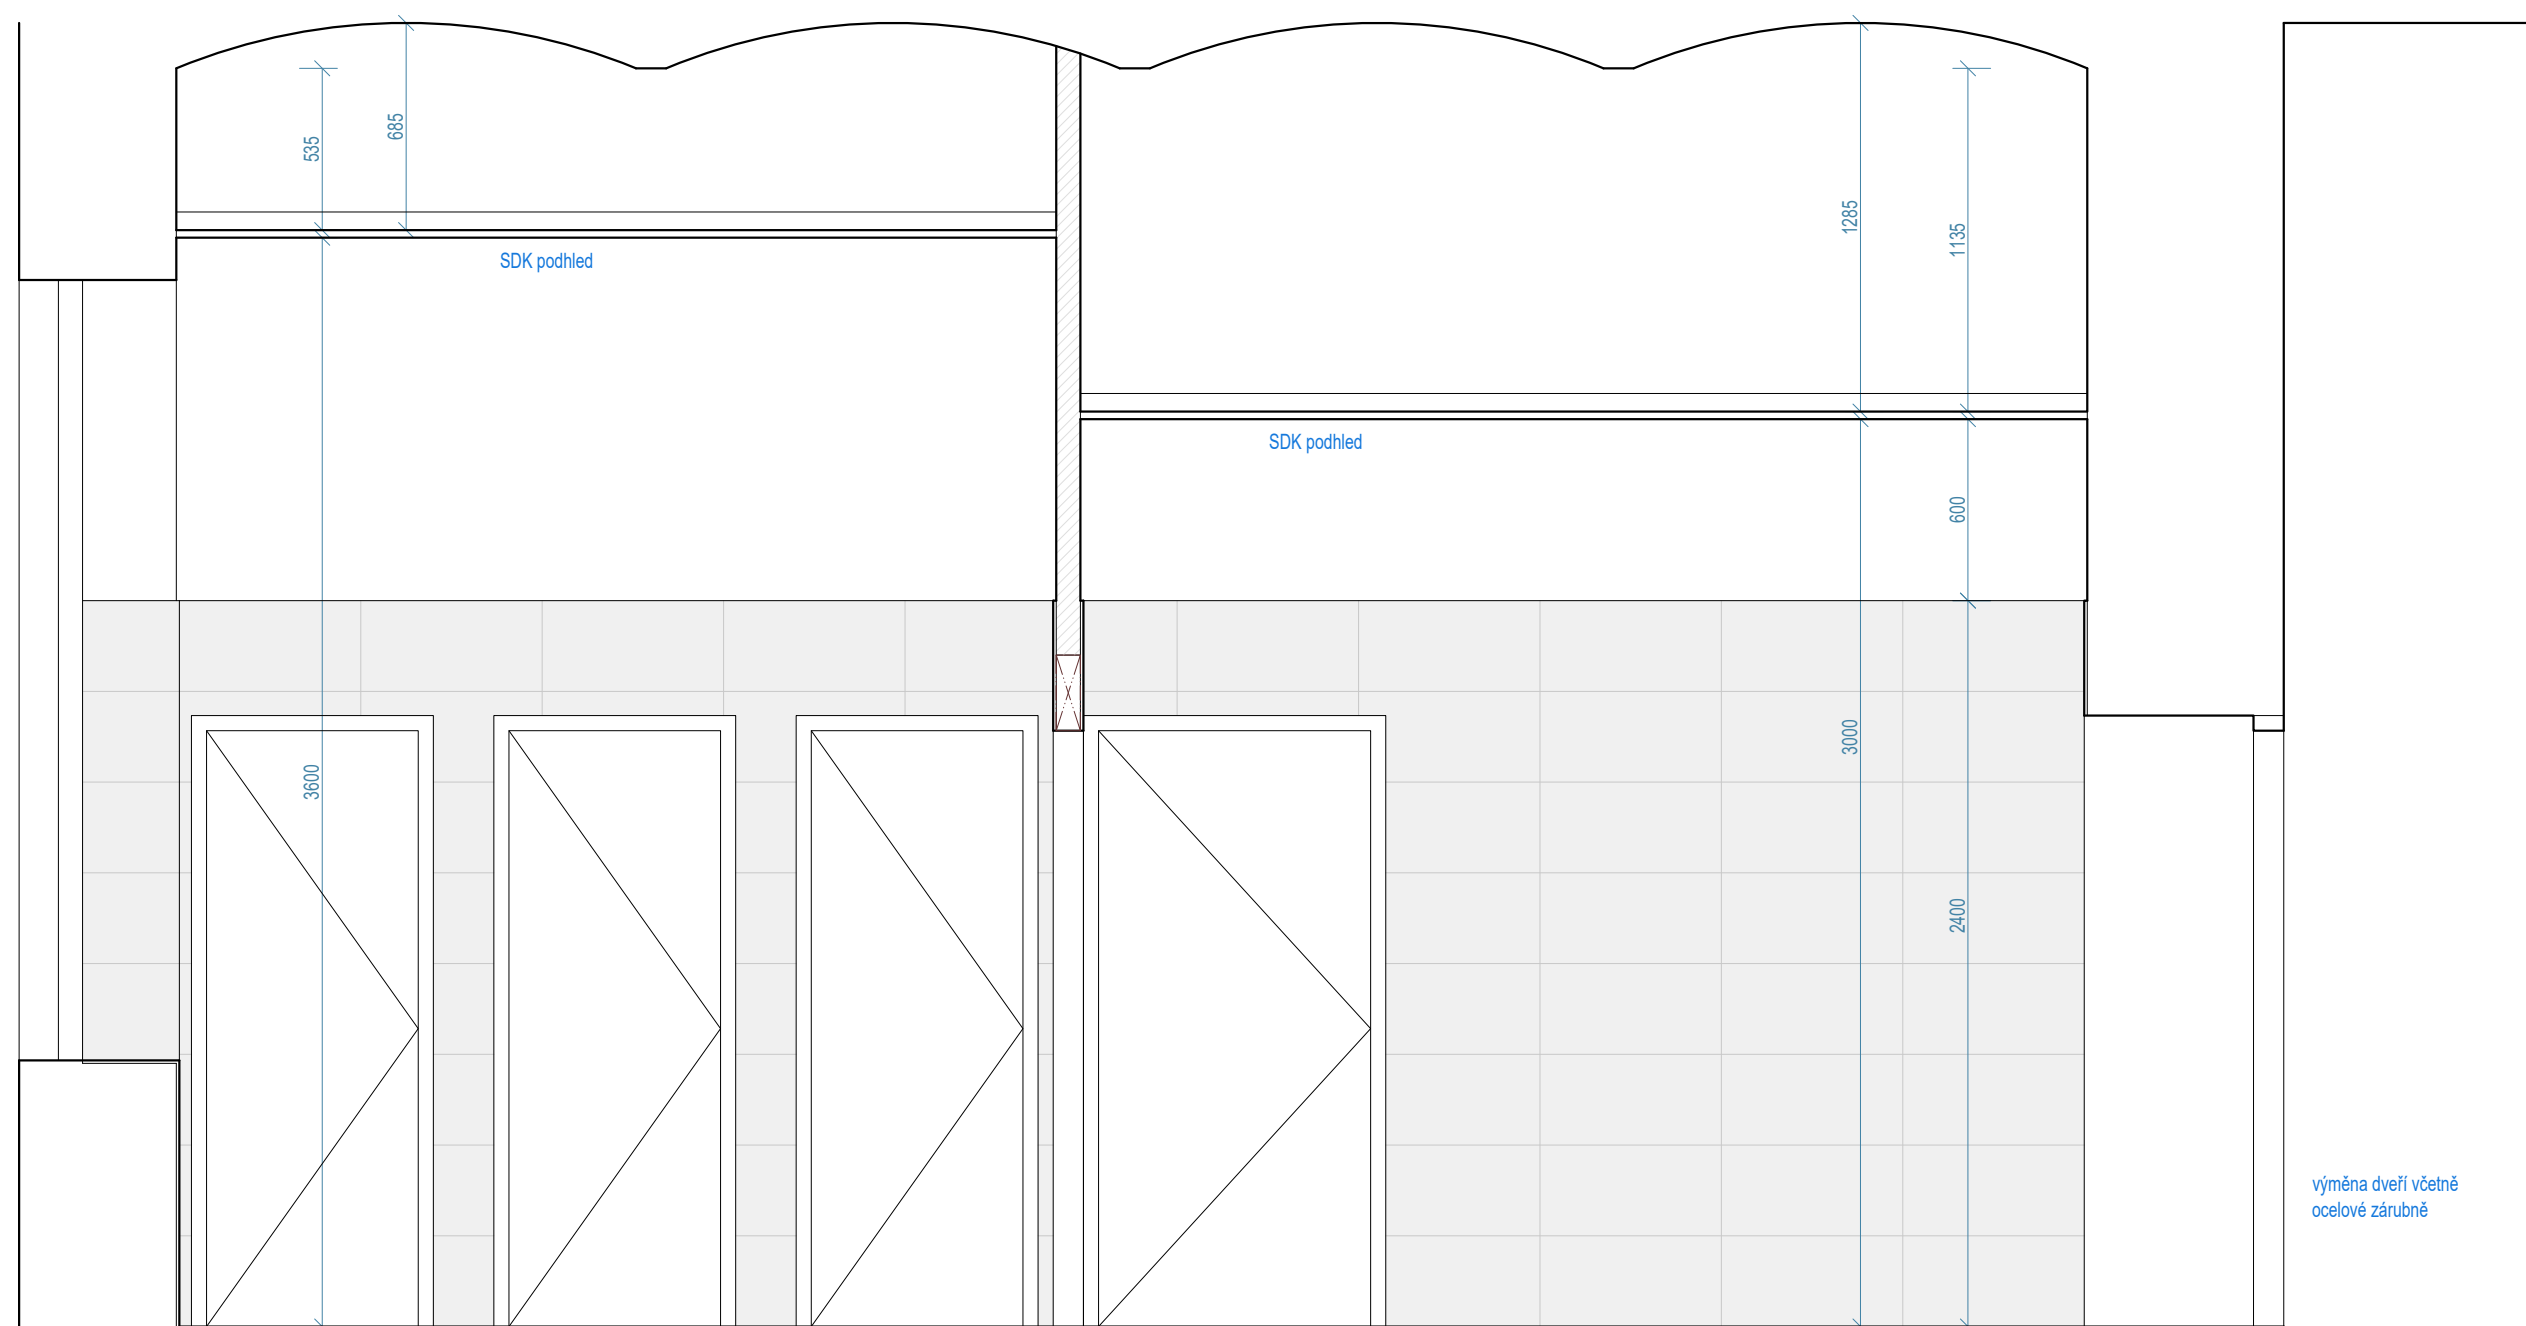 685
535
1285
1135
SDK podhled
SDK podhled
600
3000
3600
2400
výměna dveří včetně
ocelové zárubně